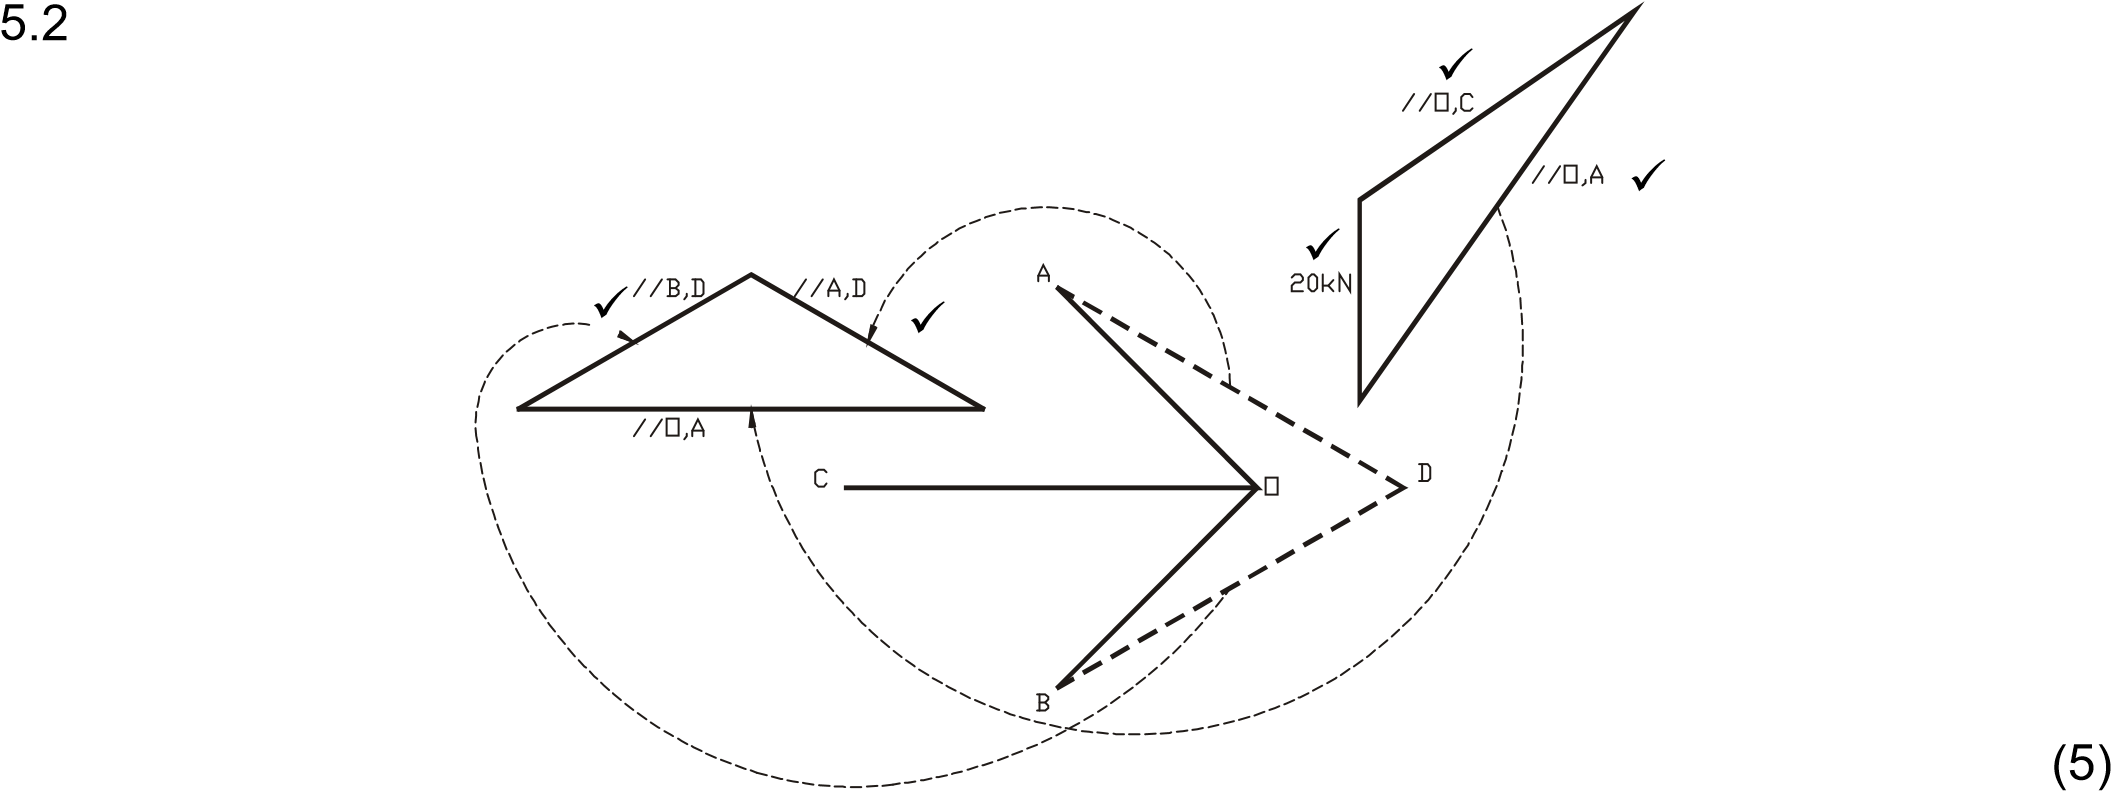 5.2
//O,C
//O,A
20kN
//B,D
//A,D
//O,A
A
C
O
D
B
(5)